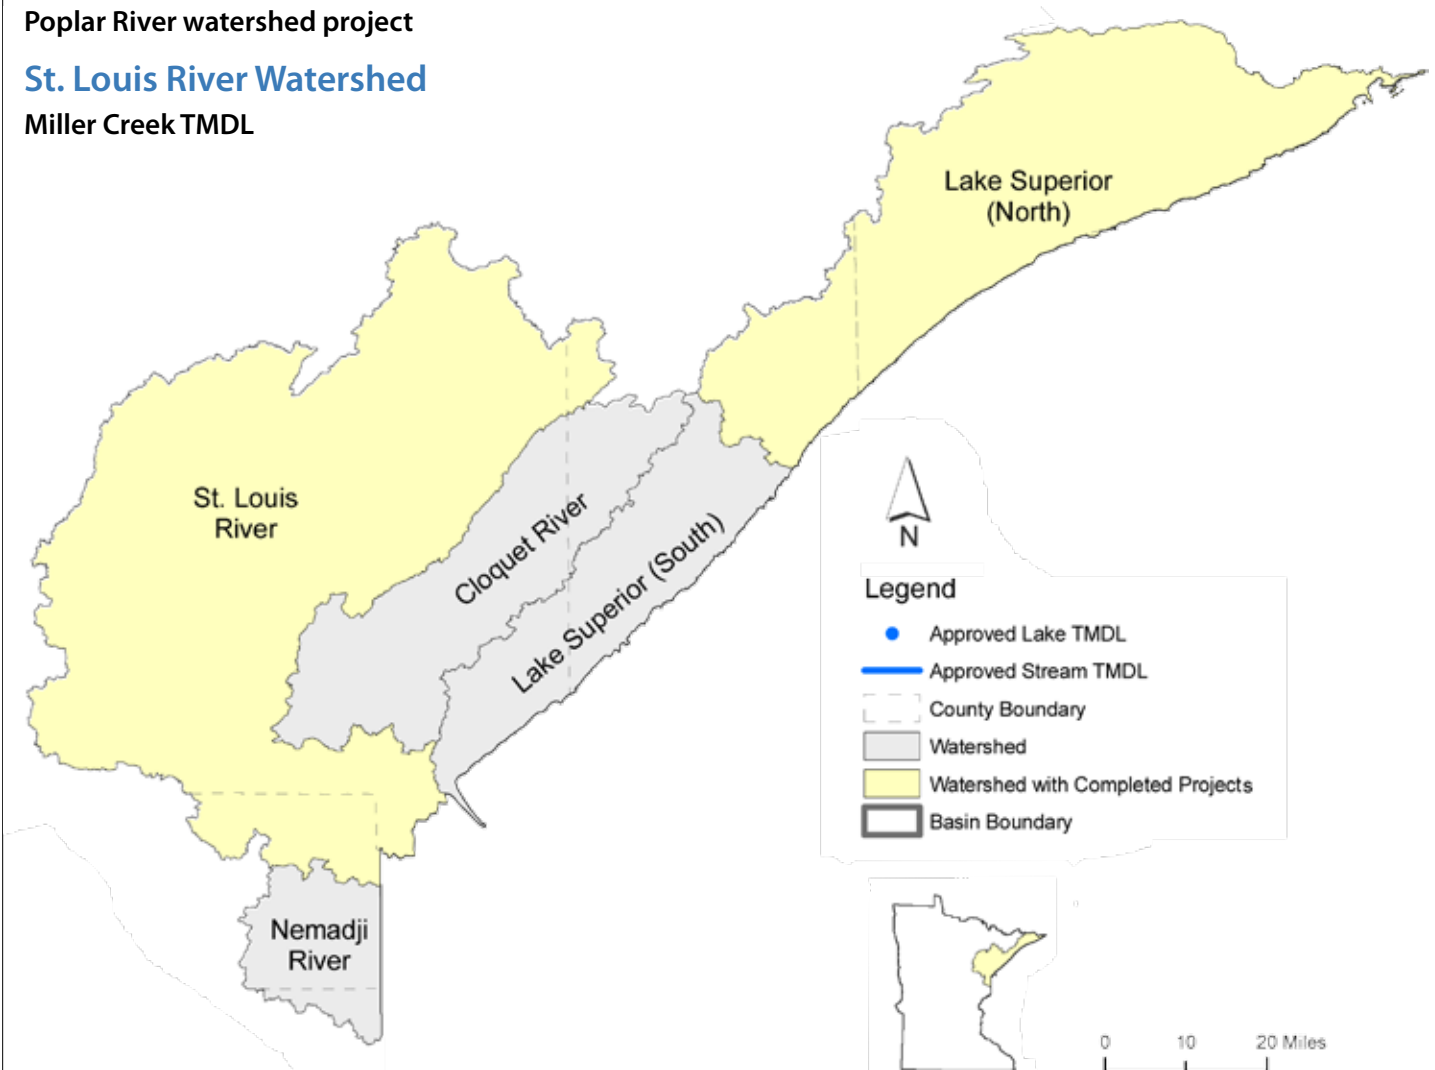 Poplar River watershed project
St. Louis River Watershed
Miller Creek TMDL
Lake Superior
(North)
St. Louis
River
Cloquet River
Lake Superior (South)
Nemadji
River
N
Legend
Approved Lake TMDL
Approved Stream TMDL
County Boundary
Watershed
Watershed with Completed Projects
Basin Boundary
0 10 20 Miles